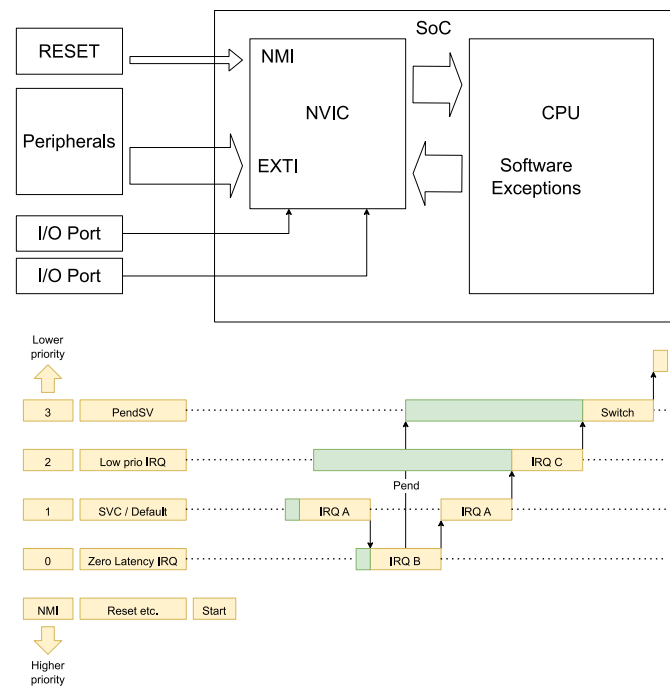 SoC
RESET
NMI
NVIC
CPU
Peripherals
EXTI
Software
Exceptions
I/O Port
I/O Port
Lower
priority
3
PendSV
Switch
2
Low prio IRQ
IRQ C
Pend
1
SVC / Default
IRQ A
IRQ A
0
Zero Latency IRQ
IRQ B
NMI
Reset etc.
Start
Higher
priority